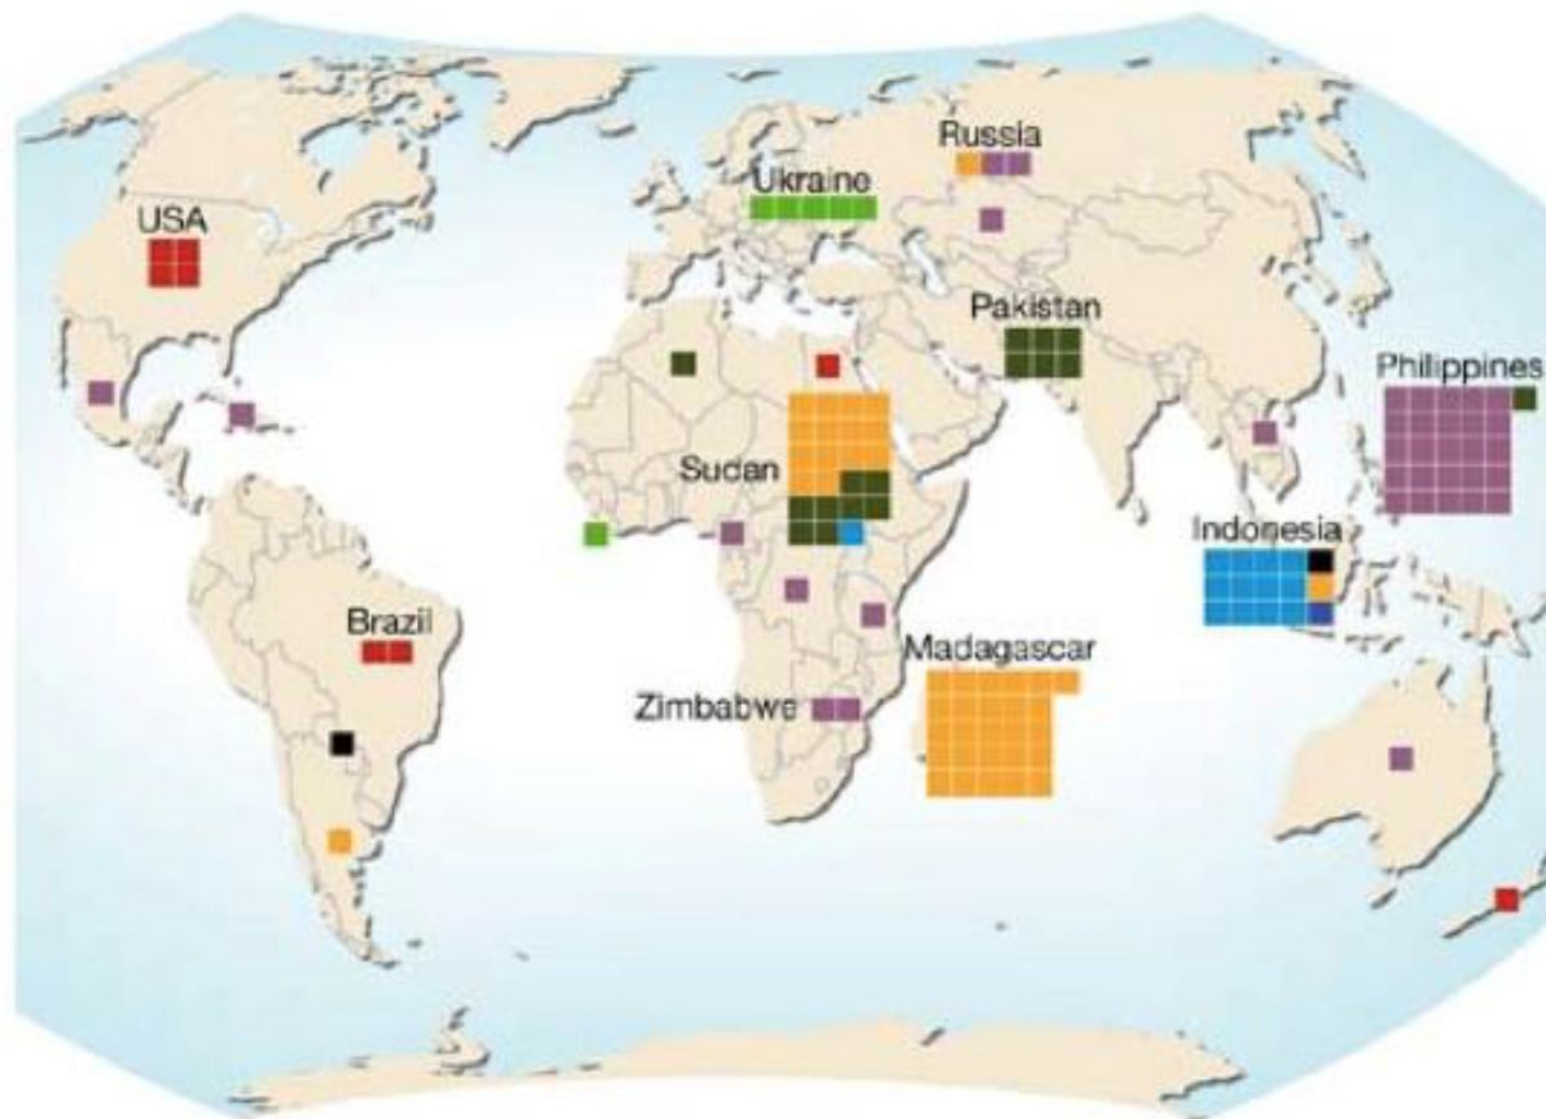 Russia
Ukraine
USA
Pakistan
Philippines
Sudan
Indonesia
Brazil
Madagascar
Zimbabwe